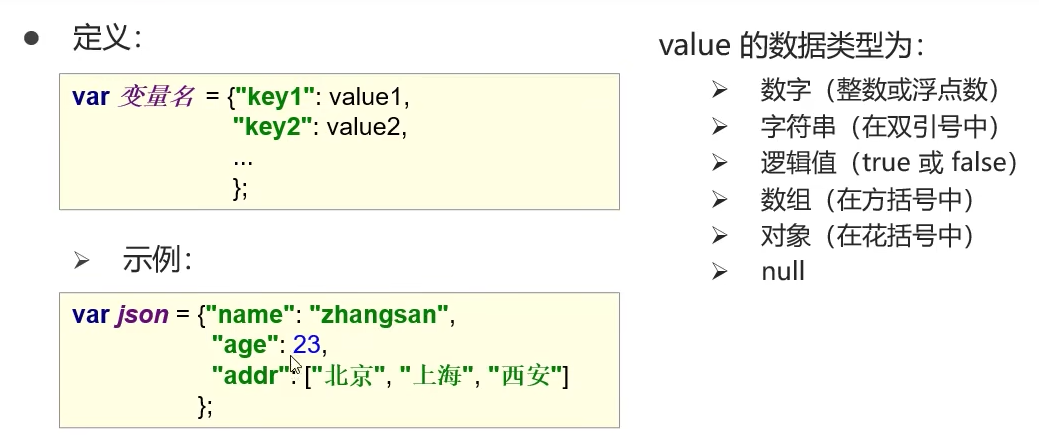 定义：
var 变量名 = {"key1": value1,
"key2": value2,
...
};
示例：
var json = {"name": "zhangsan",
"age": 23,
"addr": ["北京", "上海", "西安"]
};
value 的数据类型为：
数字（整数或浮点数）
字符串（在双引号中）
逻辑值（true 或 false）
数组（在方括号中）
对象（在花括号中）
null